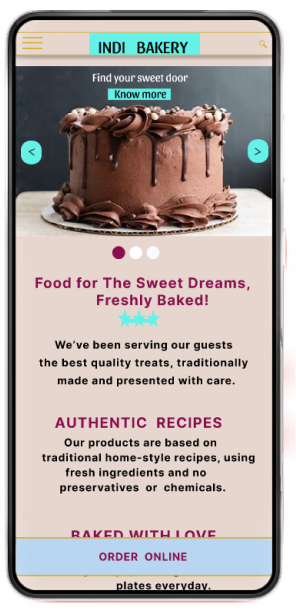 INDI BAKERY
Find your sweet door
Know more
< >
Food for The Sweet Dreams,
Freshly Baked!
We've been serving our guests
the best quality treats, traditionally
made and presented with care.
AUTHENTIC RECIPES
Our products are based on
traditional home-style recipes, using
fresh ingredients and no
preservatives or chemicals.
BAKED WITH LOVE
ORDER ONLINE
plates everyday.